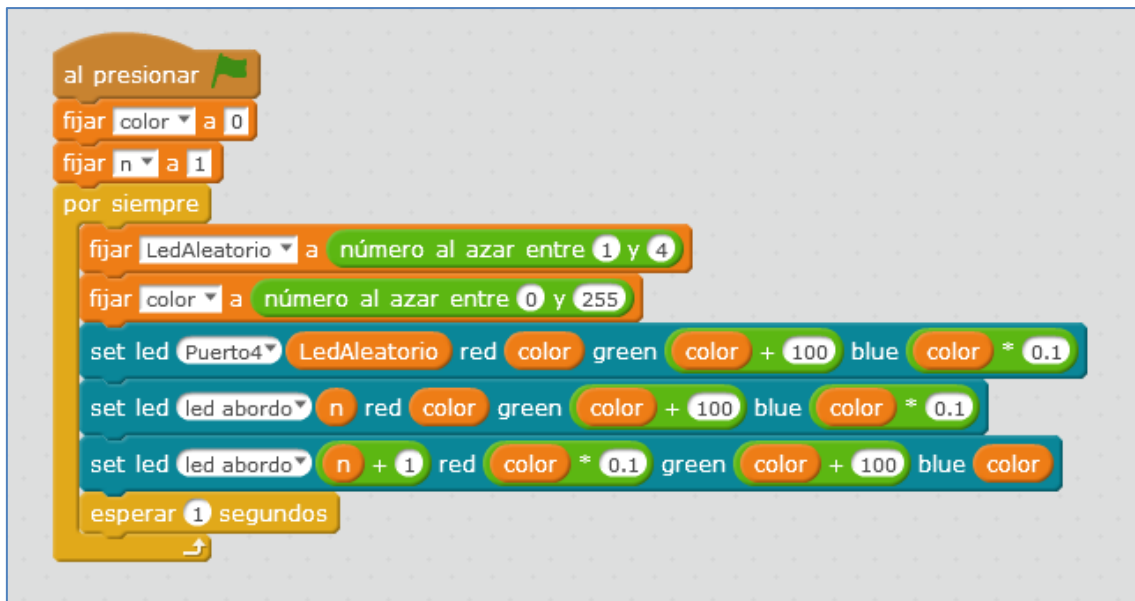 al presionar
fijar color a 0
fijar n a 1
por siempre
fijar LedAleatorio a número al azar entre 1 y 4
fijar color a número al azar entre 0 y 255
set led Puerto4 LedAleatorio red color green color + 100 blue color * 0.1
set led led abordo n red color green color + 100 blue color * 0.1
set led led abordo n + 1 red color * 0.1 green color + 100 blue color
esperar 1 segundos